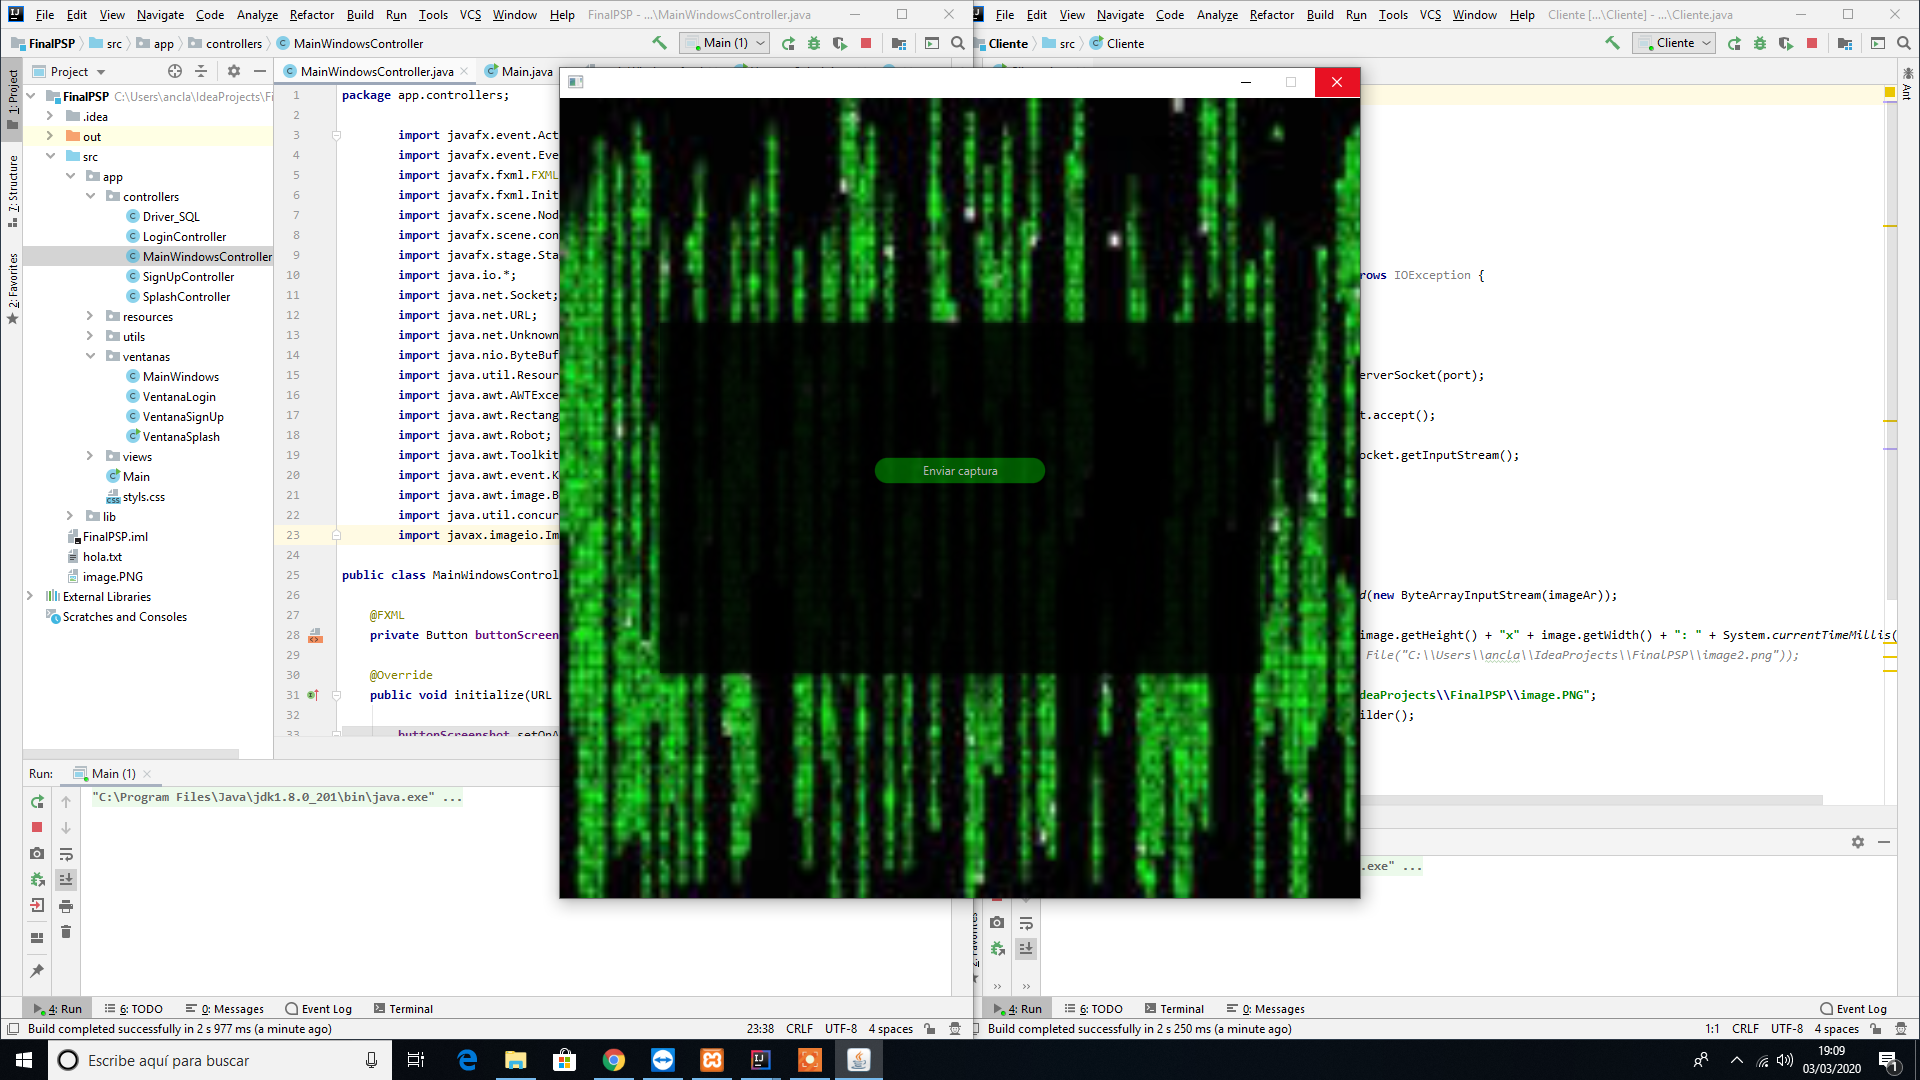 File Edit View Navigate Code Analyze Refactor Build Run Tools VCS Window Help FinalPSP - ...\MainWindowsController.java
FinalPSP src app controllers MainWindowsController Main (1)
Project
MainWindowsController.java Main.java
1: Project
7: Structure
2: Favorites
FinalPSP C:\Users\ancla\IdeaProjects\Fi
.idea
out
src
app
controllers
Driver_SQL
LoginController
MainWindowsController
SignUpController
SplashController
resources
utils
ventanas
MainWindows
VentanaLogin
VentanaSignUp
VentanaSplash
views
Main
styls.css
lib
FinalPSP.iml
hola.txt
image.PNG
External Libraries
Scratches and Consoles
1 package app.controllers;
2
3 import javafx.event.Act
4 import javafx.event.Eve
5 import javafx.fxml.FXML
6 import javafx.fxml.Init
7 import javafx.scene.Nod
8 import javafx.scene.con
9 import javafx.stage.Sta
10 import java.io.*;
11 import java.net.Socket;
12 import java.net.URL;
13 import java.net.Unknown
14 import java.nio.ByteBuf
15 import java.util.Resour
16 import java.awt.AWTExce
17 import java.awt.Rectang
18 import java.awt.Robot;
19 import java.awt.Toolkit
20 import java.awt.event.K
21 import java.awt.image.B
22 import java.util.concur
23 import javax.imageio.Im
24
25 public class MainWindowsControl
26
27 @FXML
28 private Button buttonScreen
29
30 @Override
31 public void initialize(URL
32
33 buttonScreenshot.setOnA
Run: Main (1)
"C:\Program Files\Java\jdk1.8.0_201\bin\java.exe" ...
4: Run 6: TODO 0: Messages Event Log Terminal
Build completed successfully in 2 s 977 ms (a minute ago) 23:38 CRLF UTF-8 4 spaces
Enviar captura
File Edit View Navigate Code Analyze Refactor Build Run Tools VCS Window Help Cliente [...\Cliente] - ...\Cliente.java
Cliente src Cliente Cliente
Ant
rows IOException {
erverSocket(port);
t.accept();
ocket.getInputStream();
d(new ByteArrayInputStream(imageAr));
image.getHeight() + "x" + image.getWidth() + ": " + System.currentTimeMillis(
File("C:\\Users\\ancla\\IdeaProjects\\FinalPSP\\image2.png"));
deaProjects\\FinalPSP\\image.PNG";
ilder();
.exe" ...
4: Run 6: TODO Terminal 0: Messages Event Log
Build completed successfully in 2 s 250 ms (a minute ago) 1:1 CRLF UTF-8 4 spaces
Escribe aquí para buscar
19:09
03/03/2020
1